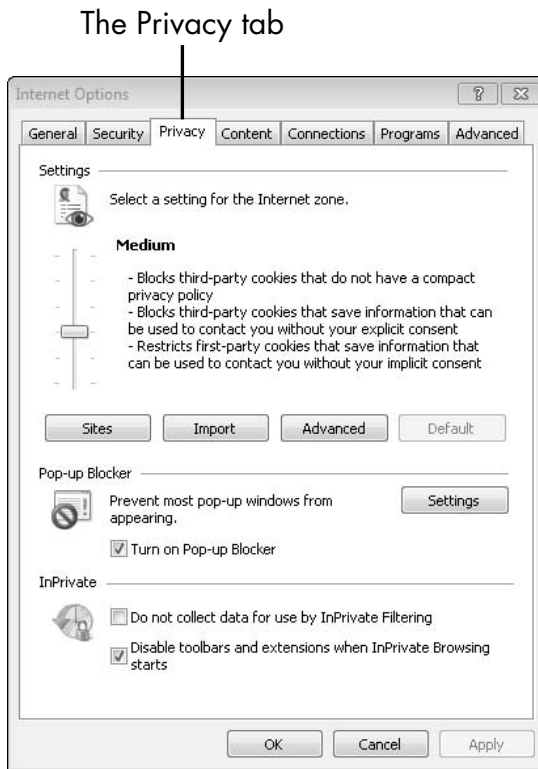 The Privacy tab
Internet Options
General Security Privacy Content Connections Programs Advanced
Settings
Select a setting for the Internet zone.
Medium
- Blocks third-party cookies that do not have a compact
privacy policy
- Blocks third-party cookies that save information that can
be used to contact you without your explicit consent
- Restricts first-party cookies that save information that
can be used to contact you without your implicit consent
Sites Import Advanced Default
Pop-up Blocker
Prevent most pop-up windows from
appearing.
Settings
Turn on Pop-up Blocker
InPrivate
Do not collect data for use by InPrivate Filtering
Disable toolbars and extensions when InPrivate Browsing
starts
OK Cancel Apply